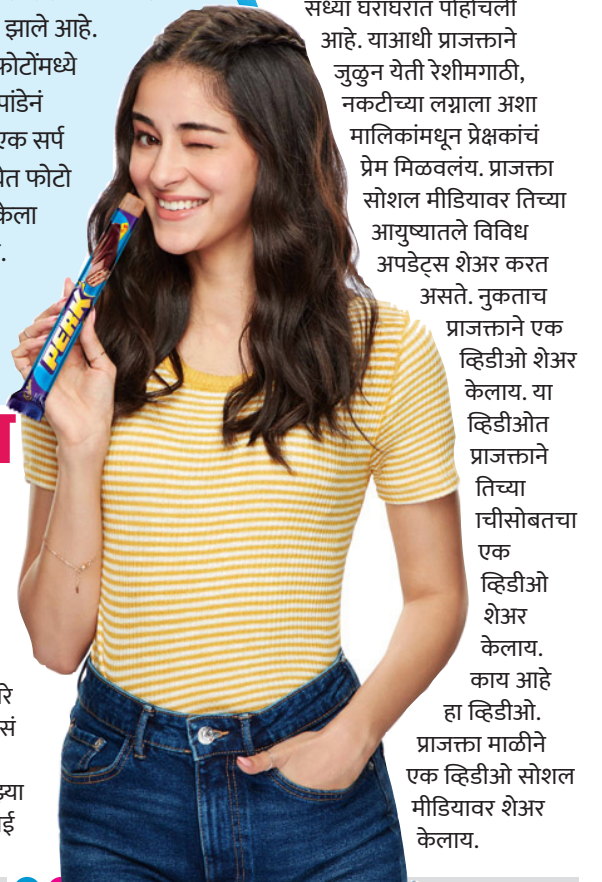 झाले आहे.
फोटोंमध्ये
पांडेनं
एक सर्प
फोटो
केला
PERK
सध्या घराघरात पोहोचली
आहे. याआधी प्राजक्ताने
जुळुन येती रेशीमगाठी,
नकटीच्या लग्नाला अशा
मालिकांमधून प्रेक्षकांचं
प्रेम मिळवलंय. प्राजक्ता
सोशल मीडियावर तिच्या
आयुष्यातले विविध
अपडेट्स शेअर करत
असते. नुकताच
प्राजक्ताने एक
व्हिडीओ शेअर
केलाय. या
व्हिडीओत
प्राजक्ताने
तिच्या
ाचीसोबतचा
एक
व्हिडीओ
शेअर
केलाय.
काय आहे
हा व्हिडीओ.
प्राजक्ता माळीने
एक व्हिडीओ सोशल
मीडियावर शेअर
केलाय.